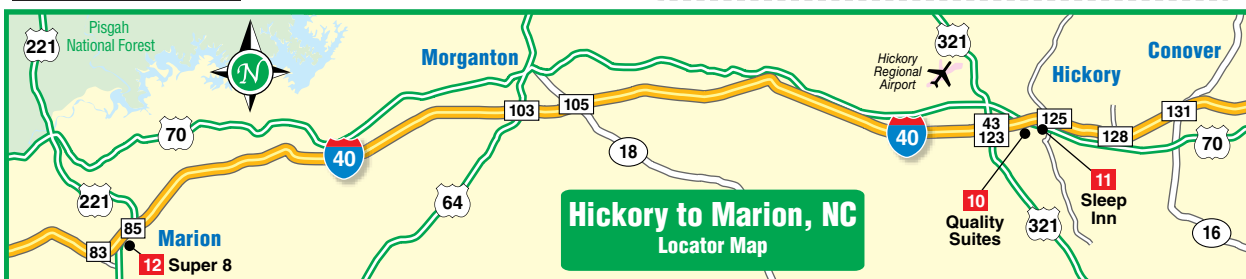 221
Pisgah
National Forest
N
Morganton
321
Hickory
Regional
Airport
Hickory
Conover
70
40
103
105
18
40
43
123
125
128
131
70
221
85
83
Marion
12 Super 8
64
Hickory to Marion, NC
Locator Map
10
Quality
Suites
321
11
Sleep
Inn
16